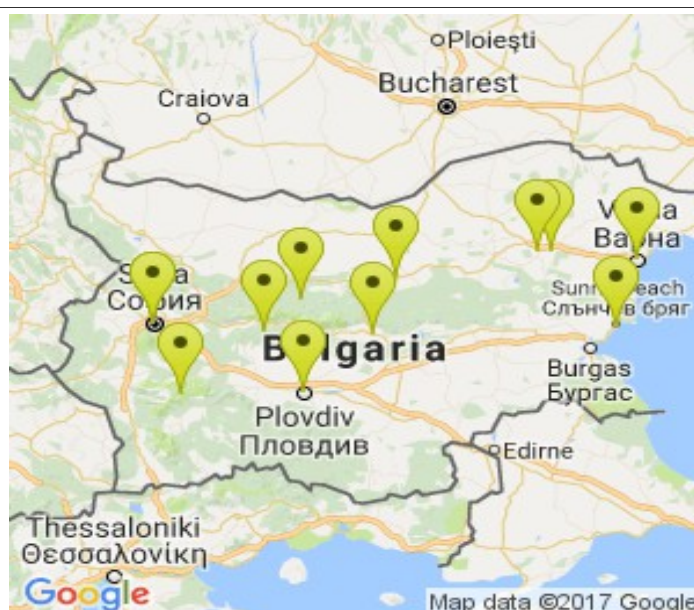 Ploiești
Bucharest
Craiova
Варна
Sofia
София
Sunny Beach
Слънчев бряг
Bulgaria
Burgas
Бургас
Plovdiv
Пловдив
Edirne
Thessaloniki
Θεσσαλονίκη
Google
Map data ©2017 Google